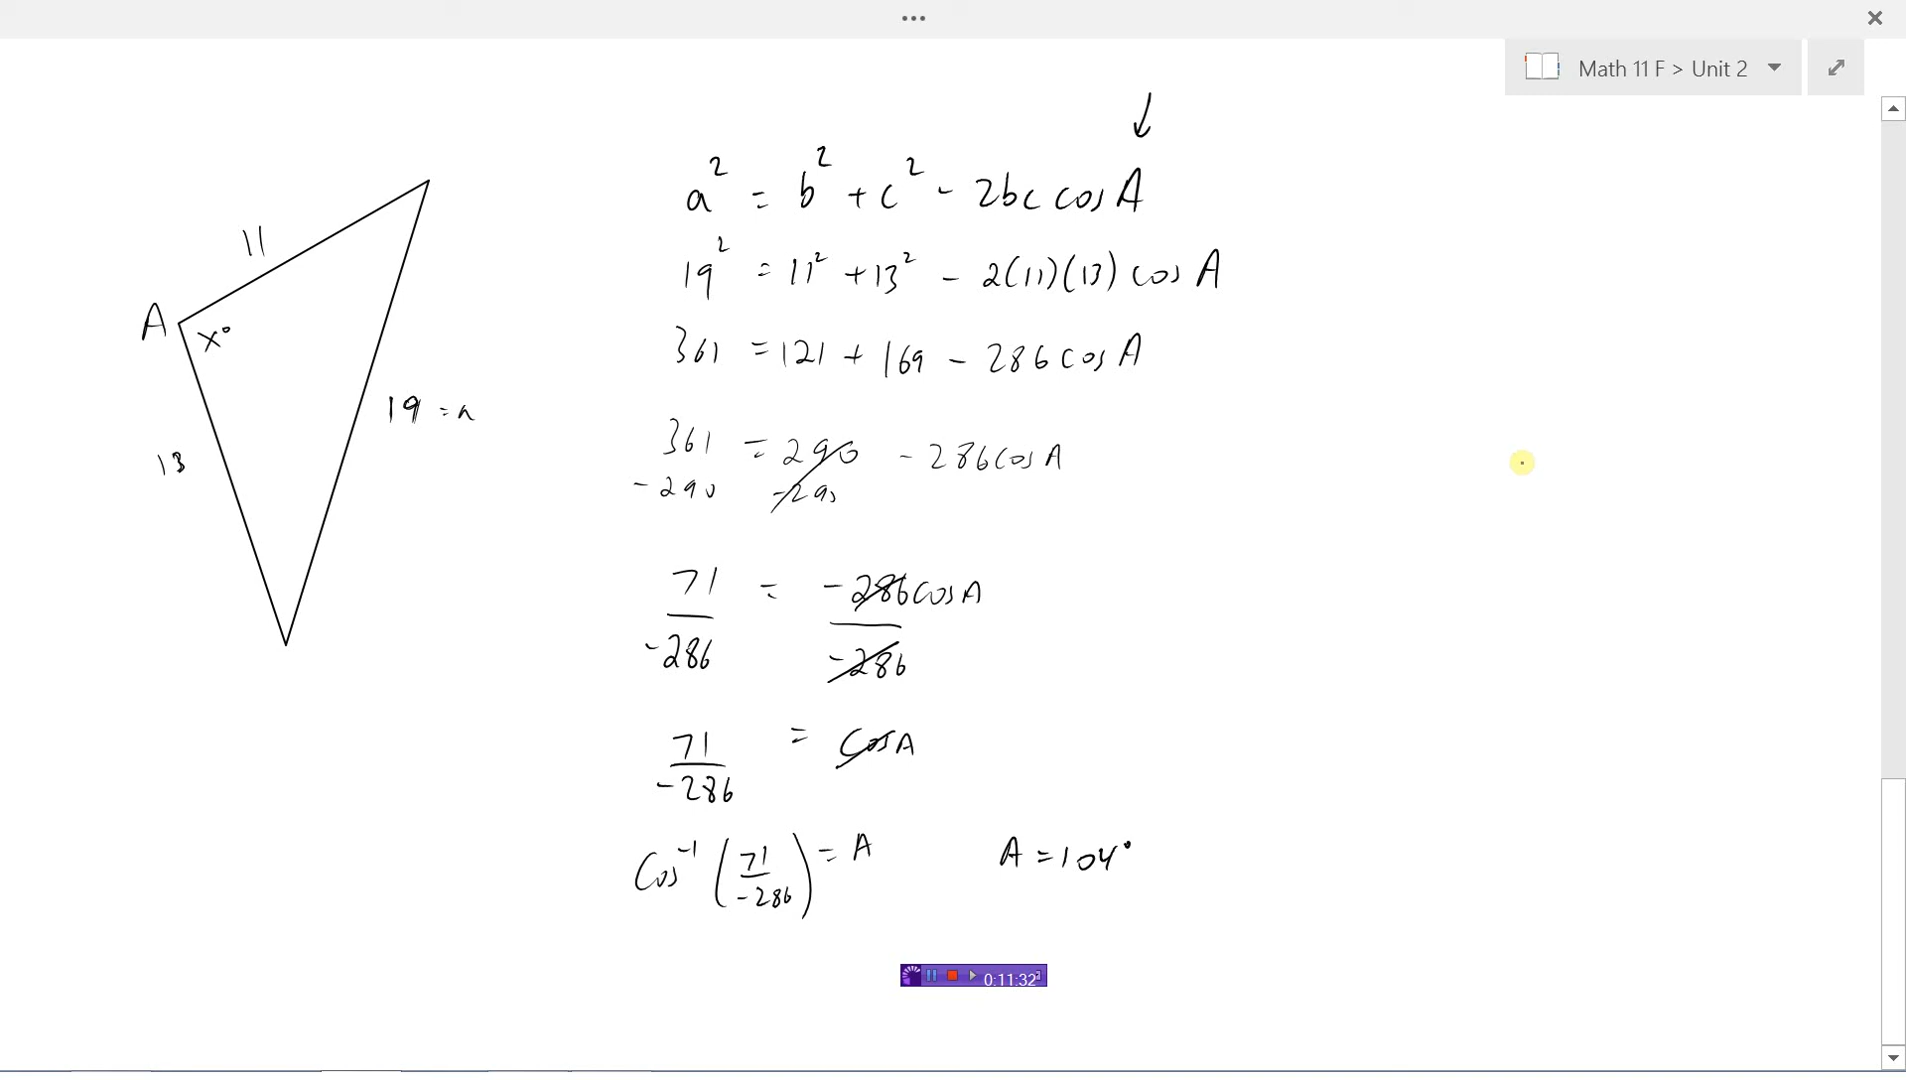 ...
Math 11 F > Unit 2
a² = b² + c² - 2bc cos A
19² = 11² + 13² - 2(11)(13) cos A
361 = 121 + 169 - 286 cos A
361 = 290 - 286 cos A
-290 -290
71 = -286 cos A
-286 -286
71 = cos A
-286
Cos⁻¹ (71/-286) = A
A = 104°
11
A
x°
19 = a
13
0:11:32